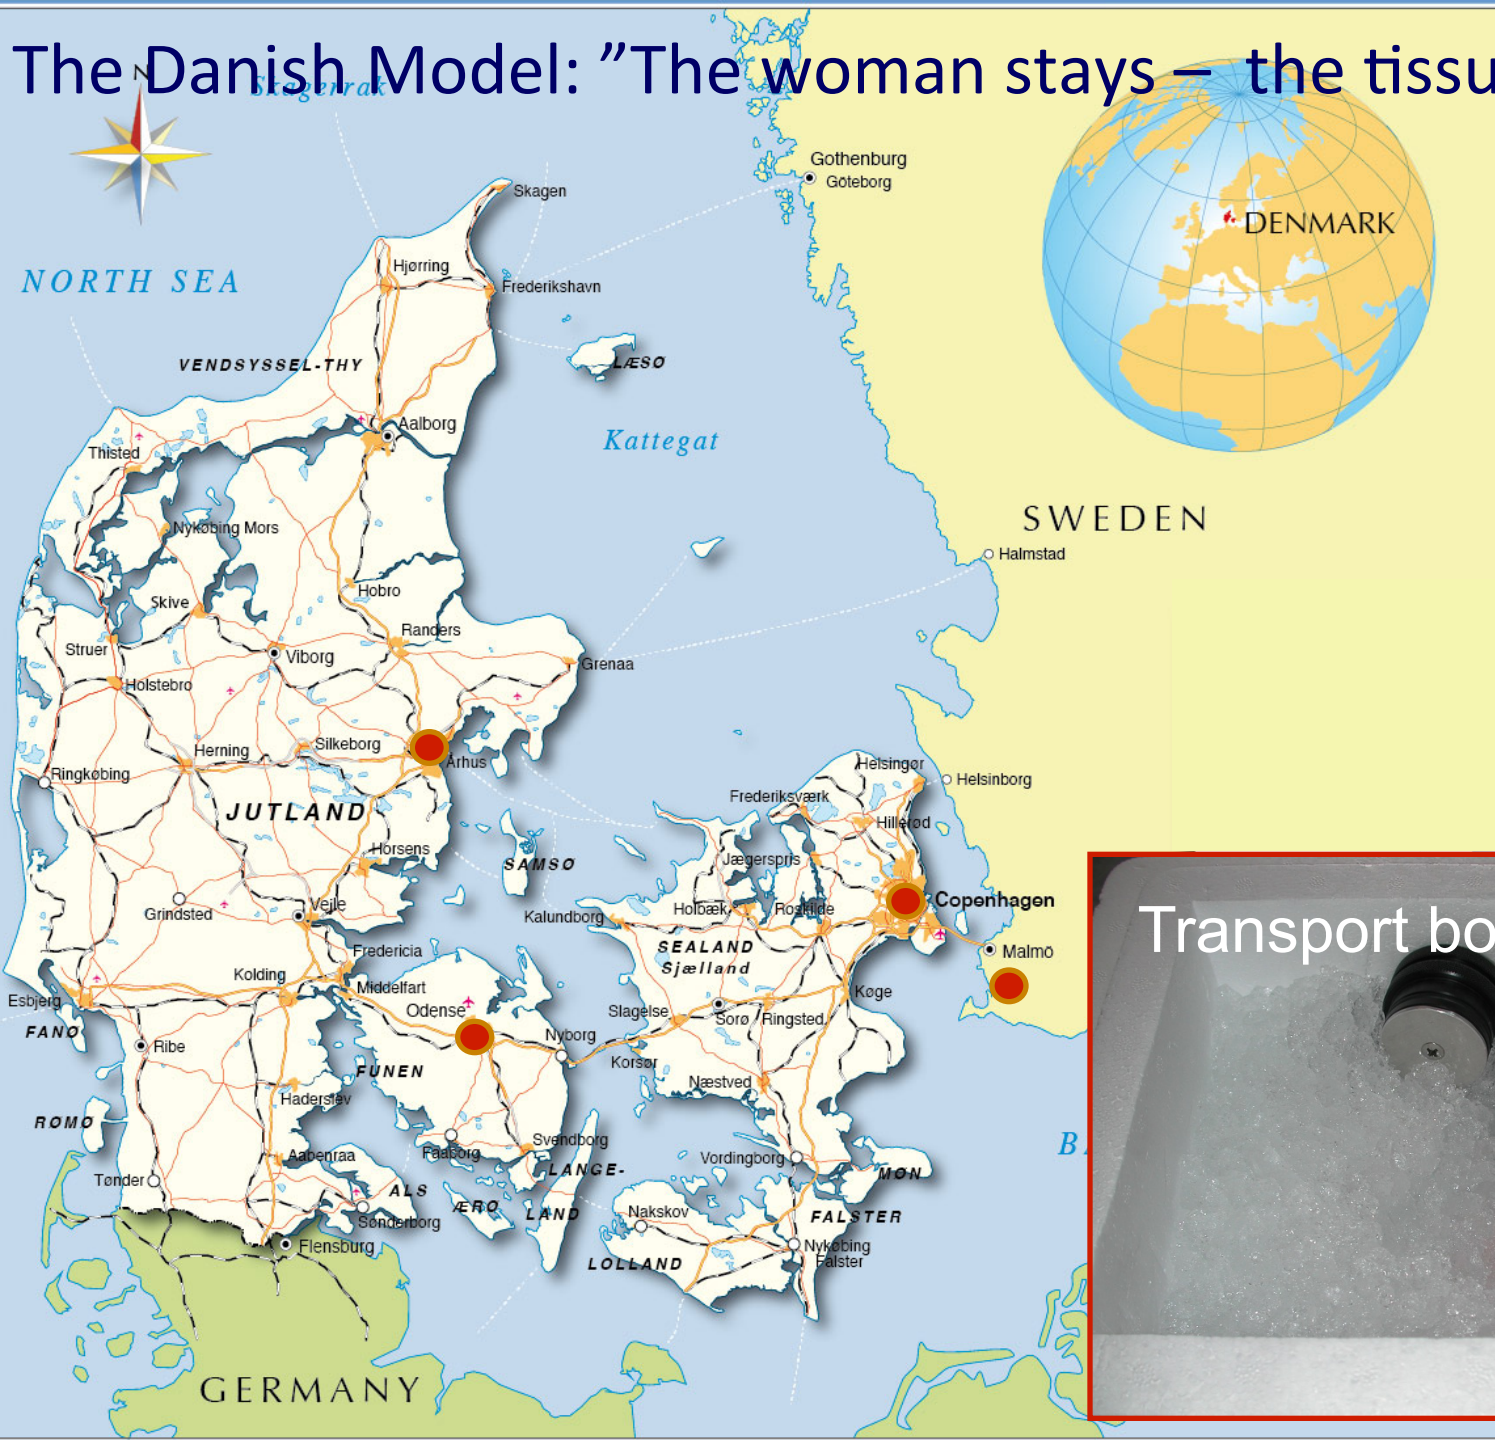 The Danish Model: ”The woman stays – the tissu
N
Skagerrak
Gothenburg
Göteborg
Skagen
DENMARK
NORTH SEA
Hjørring
Frederikshavn
VENDSYSSEL-THY
LÆSØ
Aalborg
Kattegat
Thisted
SWEDEN
Nykøbing Mors
Halmstad
Hobro
Skive
Randers
Struer
Viborg
Grenaa
Holstebro
Silkeborg
Herning
Århus
Ringkøbing
Helsingør
Helsinborg
Frederiksværk
JUTLAND
Hillerød
Horsens
SAMSØ
Jægerspris
Vejle
Grindsted
Kalundborg
Holbæk
Roskilde
Copenhagen
Transport bo
SEALAND
Sjælland
Fredericia
Malmö
Kolding
Middelfart
Esbjerg
Odense
Køge
Slagelse
Sorø
Ringsted
FANØ
Nyborg
Ribe
Korsør
FUNEN
Næstved
Haderslev
RØMØ
Svendborg
Faaborg
B
Aabenraa
Vordingborg
LANGE-
LAND
MØN
Tønder
ALS
ÆRØ
Sønderborg
Nakskov
FALSTER
Flensburg
Nykøbing
Falster
LOLLAND
GERMANY